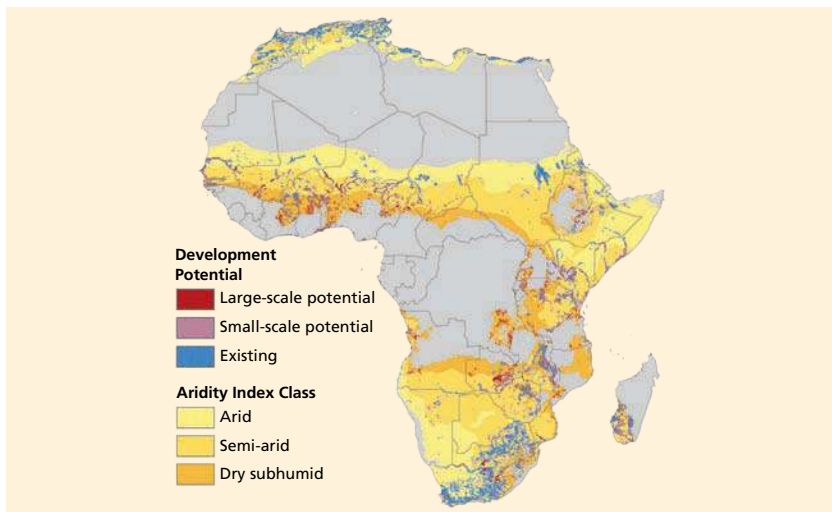 Development
Potential
Large-scale potential
Small-scale potential
Existing
Aridity Index Class
Arid
Semi-arid
Dry subhumid